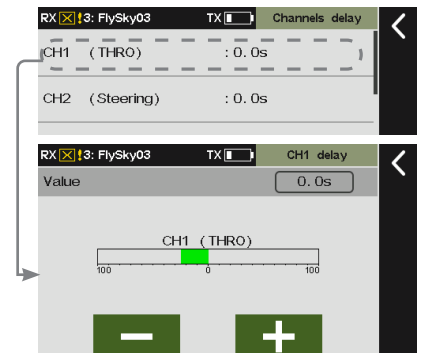 RX !3: FlySky03 TX Channels delay
CH1 (THRO) : 0.0s
CH2 (Steering) : 0.0s
RX !3: FlySky03 TX CH1 delay
Value 0.0s
CH1 (THRO)
100 0 100
− +